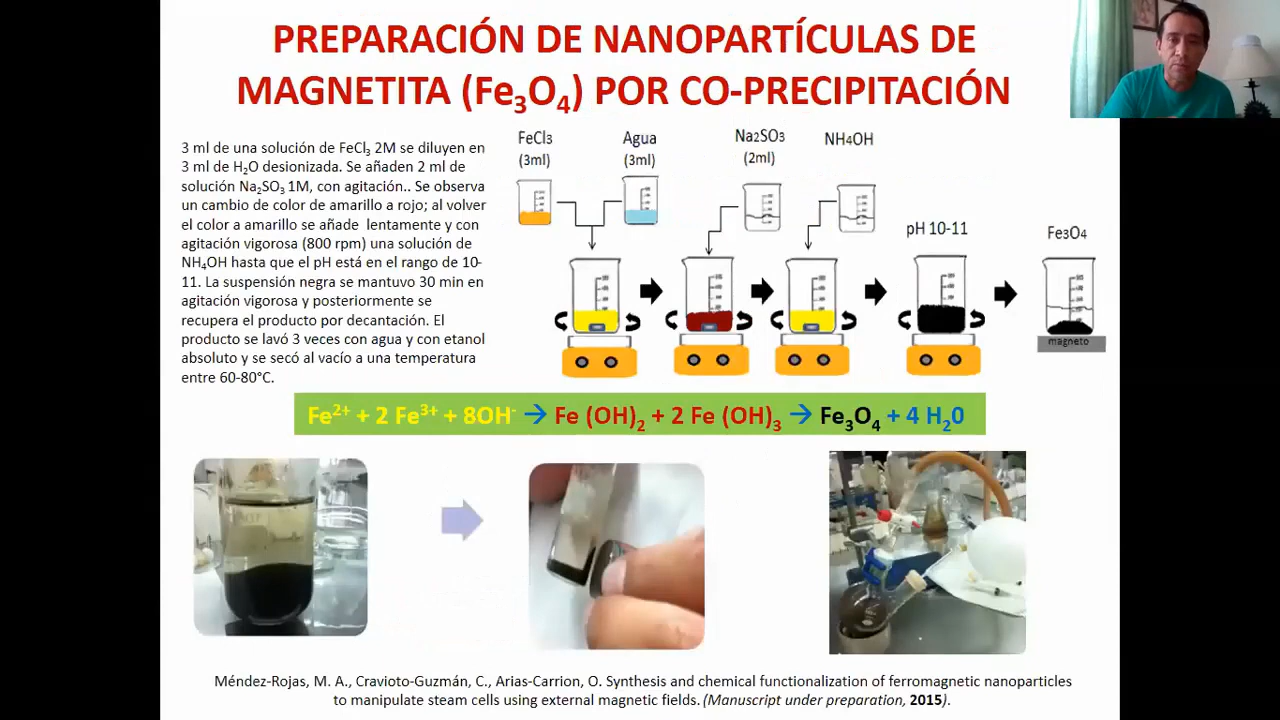 PREPARACIÓN DE NANOPARTÍCULAS DE
MAGNETITA (Fe₃O₄) POR CO-PRECIPITACIÓN
3 ml de una solución de FeCl₃ 2M se diluyen en
3 ml de H₂O desionizada. Se añaden 2 ml de
solución Na₂SO₃ 1M, con agitación.. Se observa
un cambio de color de amarillo a rojo; al volver
el color a amarillo se añade lentamente y con
agitación vigorosa (800 rpm) una solución de
NH₄OH hasta que el pH está en el rango de 10-
11. La suspensión negra se mantuvo 30 min en
agitación vigorosa y posteriormente se
recupera el producto por decantación. El
producto se lavó 3 veces con agua y con etanol
absoluto y se secó al vacío a una temperatura
entre 60-80°C.
FeCl₃
(3ml)
Agua
(3ml)
Na₂SO₃
(2ml)
NH4OH
pH 10-11
Fe₃O₄
magneto
Fe²⁺ + 2 Fe³⁺ + 8OH⁻ → Fe (OH)₂ + 2 Fe (OH)₃ → Fe₃O₄ + 4 H₂0
Méndez-Rojas, M. A., Cravioto-Guzmán, C., Arias-Carrion, O. Synthesis and chemical functionalization of ferromagnetic nanoparticles
to manipulate steam cells using external magnetic fields. (Manuscript under preparation, 2015).